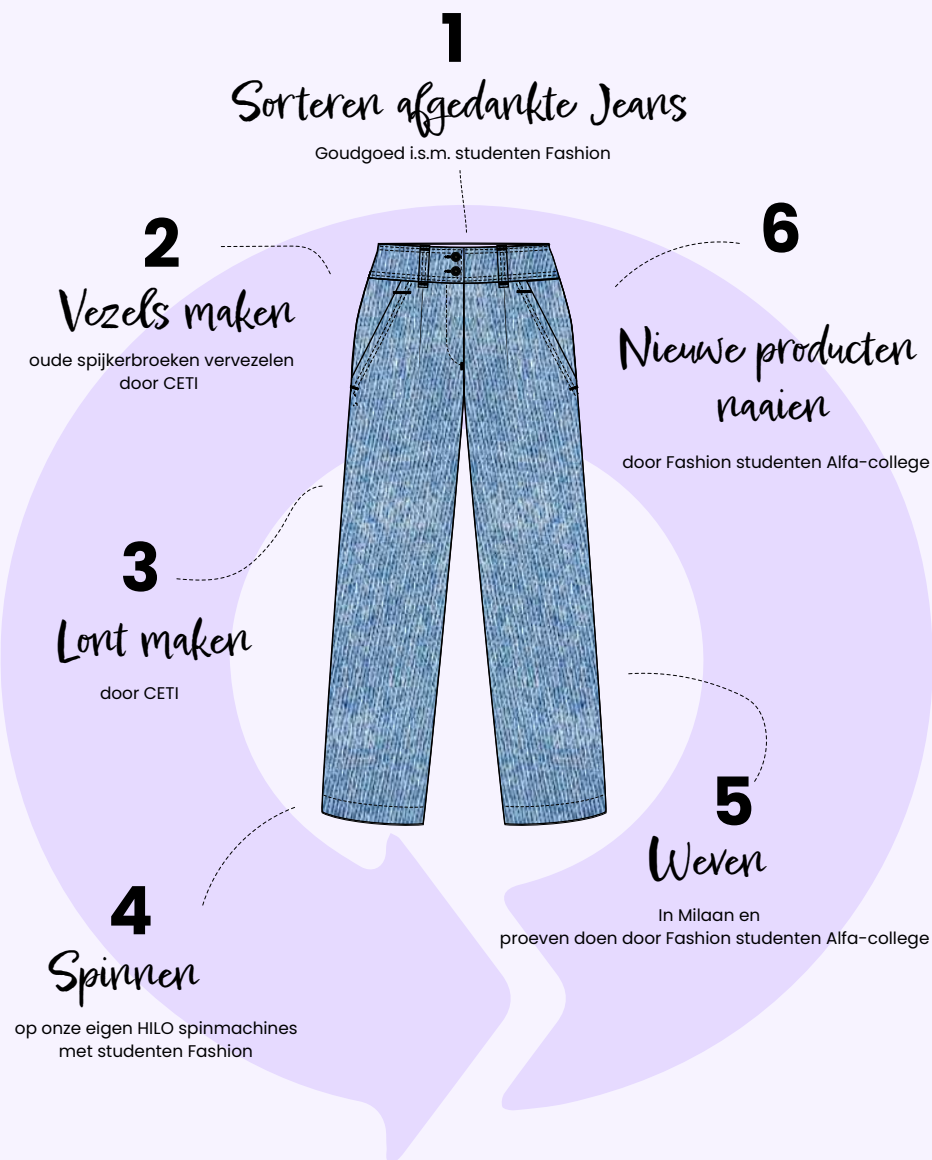 1
Sorteren afgedankte Jeans
Goudgoed i.s.m. studenten Fashion
2
Vezels maken
oude spijkerbroeken vervezelen
door CETI
3
Lont maken
door CETI
4
Spinnen
op onze eigen HILO spinmachines
met studenten Fashion
5
Weven
In Milaan en
proeven doen door Fashion studenten Alfa-college
6
Nieuwe producten
naaien
door Fashion studenten Alfa-college